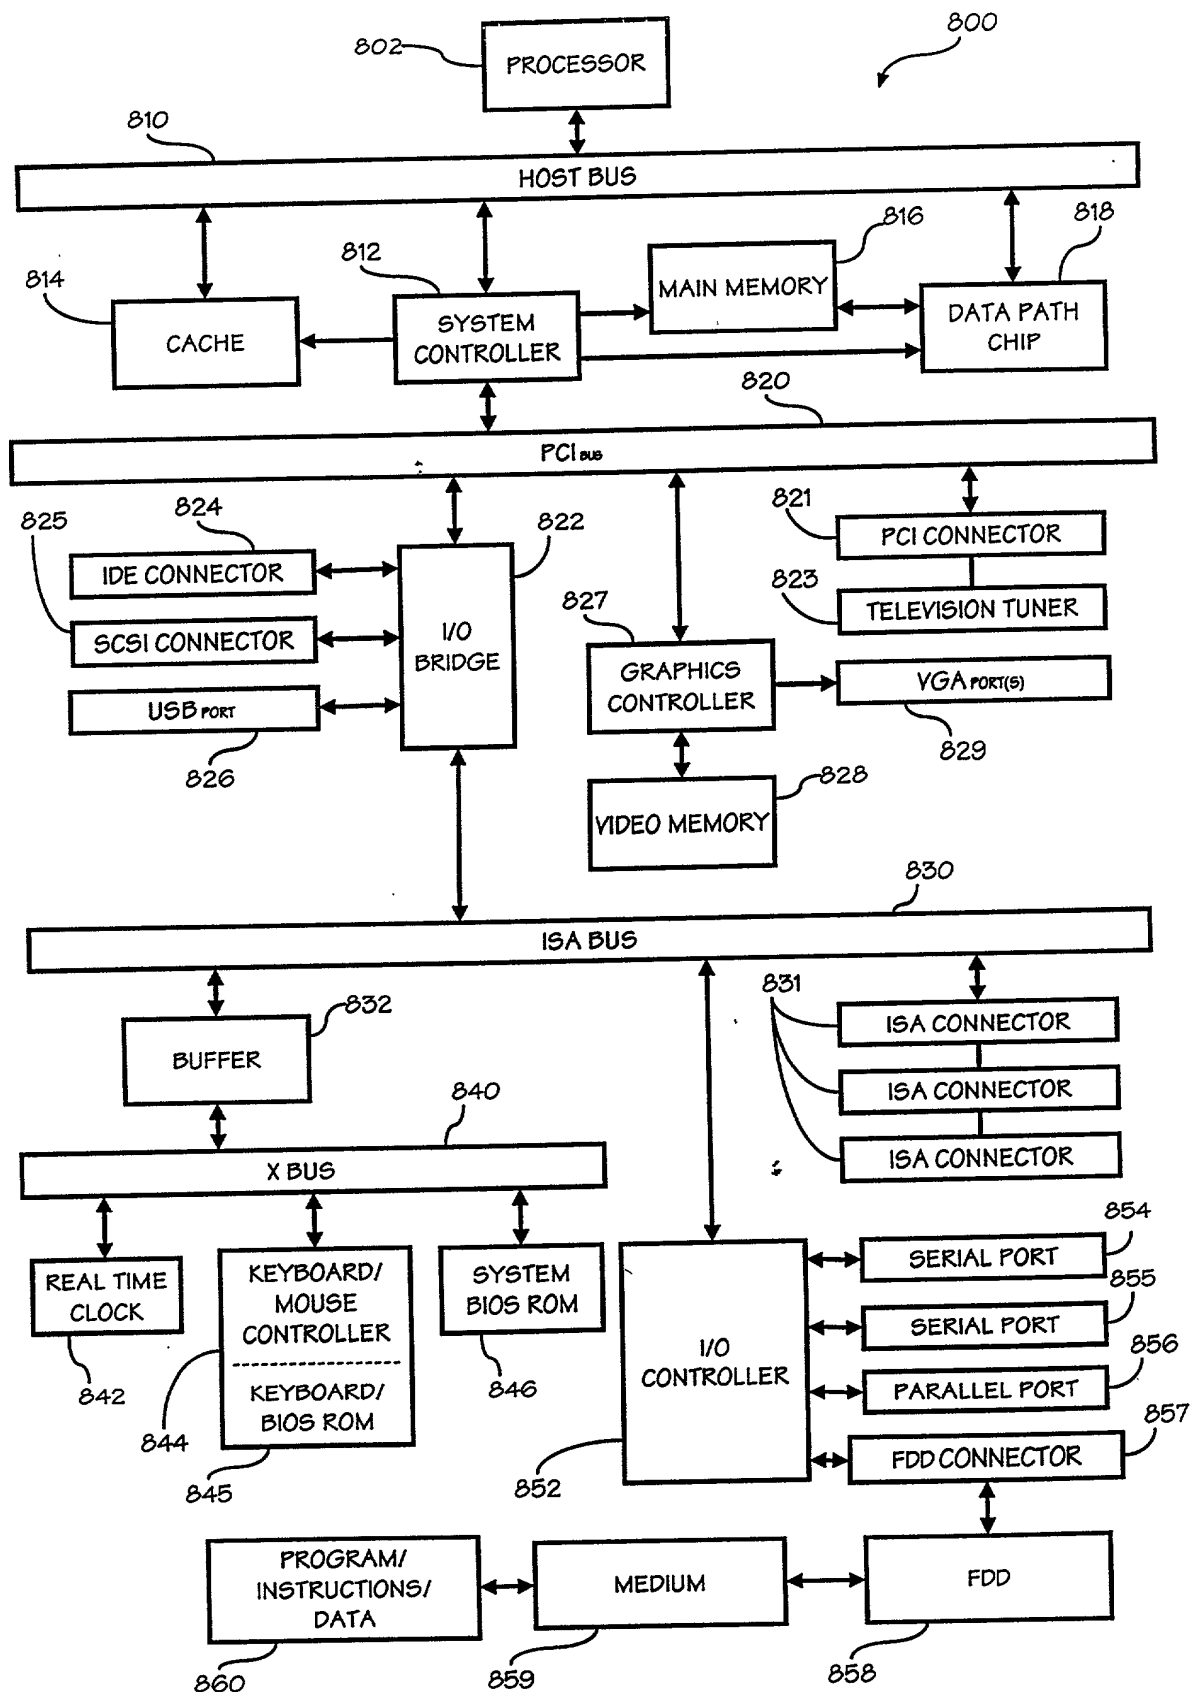 800
802
PROCESSOR
810
HOST BUS
814
CACHE
812
SYSTEM
CONTROLLER
816
MAIN MEMORY
818
DATA PATH
CHIP
820
PCI BUS
825
824
IDE CONNECTOR
SCSI CONNECTOR
USB PORT
826
822
I/O
BRIDGE
827
GRAPHICS
CONTROLLER
828
VIDEO MEMORY
821
PCI CONNECTOR
823
TELEVISION TUNER
VGA PORT(S)
829
830
ISA BUS
832
BUFFER
831
ISA CONNECTOR
ISA CONNECTOR
ISA CONNECTOR
840
X BUS
REAL TIME
CLOCK
842
KEYBOARD/
MOUSE
CONTROLLER
KEYBOARD/
BIOS ROM
844
845
SYSTEM
BIOS ROM
846
I/O
CONTROLLER
852
854
SERIAL PORT
855
SERIAL PORT
856
PARALLEL PORT
857
FDD CONNECTOR
PROGRAM/
INSTRUCTIONS/
DATA
860
MEDIUM
859
FDD
858